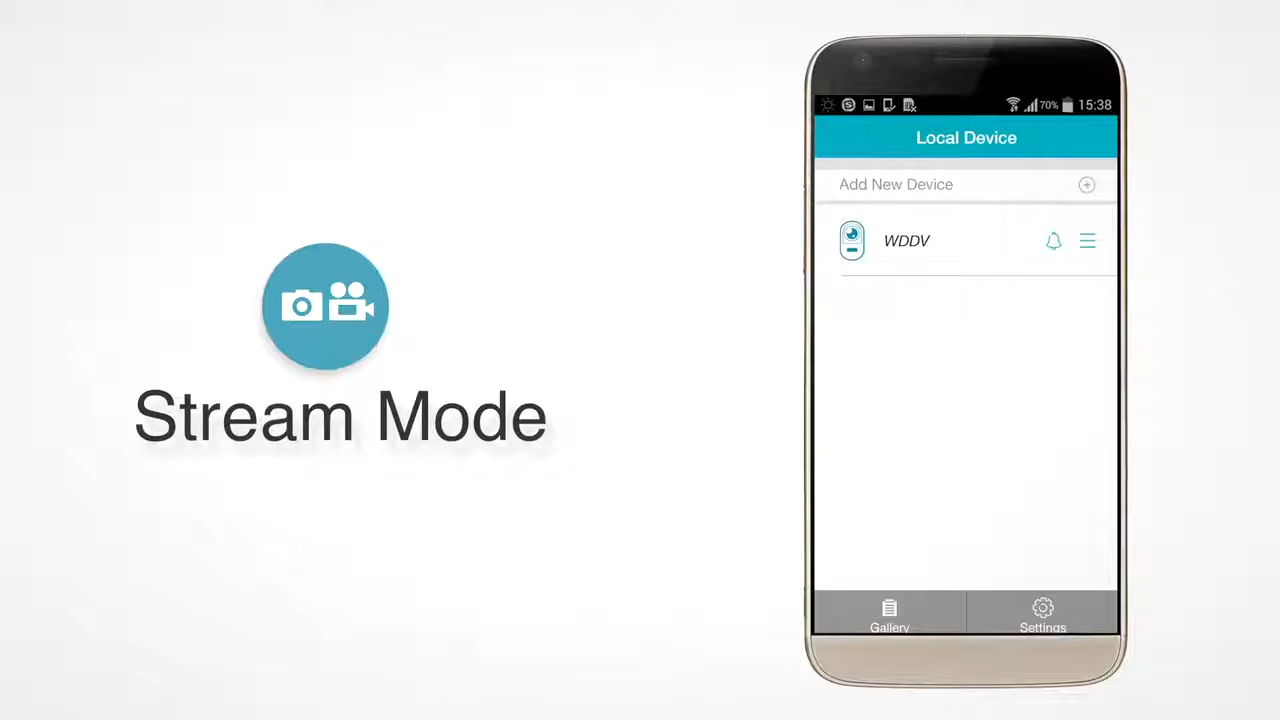 Stream Mode
70% 15:38
Local Device
Add New Device
WDDV
Gallery
Settings